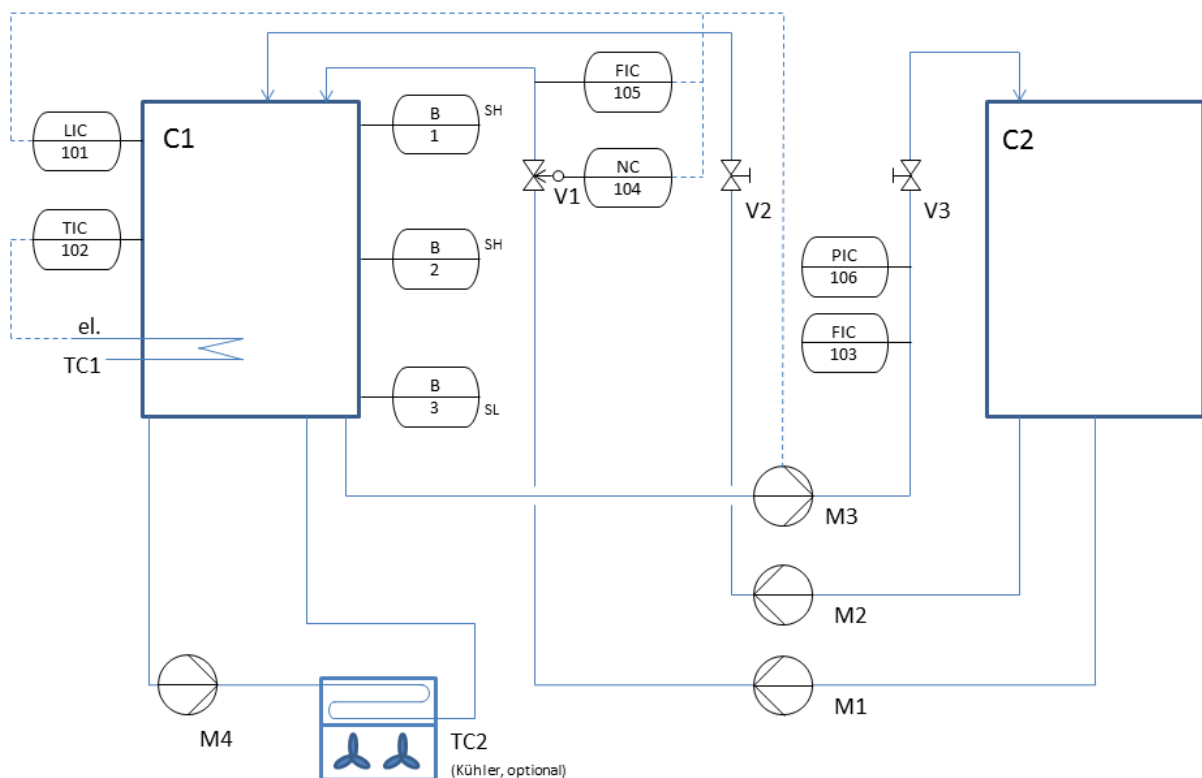 C1
LIC
101
TIC
102
el.
TC1
B
1
SH
B
2
SH
B
3
SL
FIC
105
NC
104
V1
V2
V3
PIC
106
FIC
103
C2
M3
M2
M1
M4
TC2
(Kühler, optional)